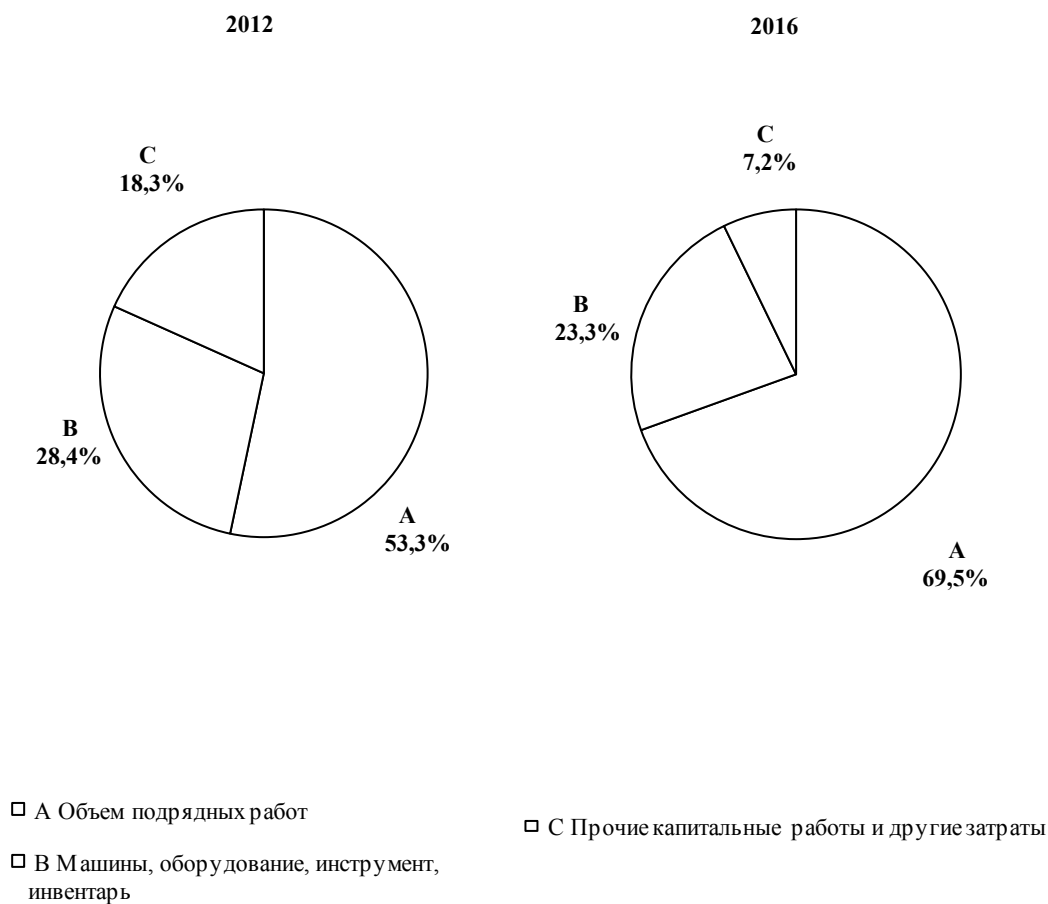 2012
2016
C
18,3%
C
7,2%
B
23,3%
B
28,4%
A
53,3%
A
69,5%
А Объем подрядных работ
С Прочие капитальные работы и другие затраты
В Машины, оборудование, инструмент,
инвентарь